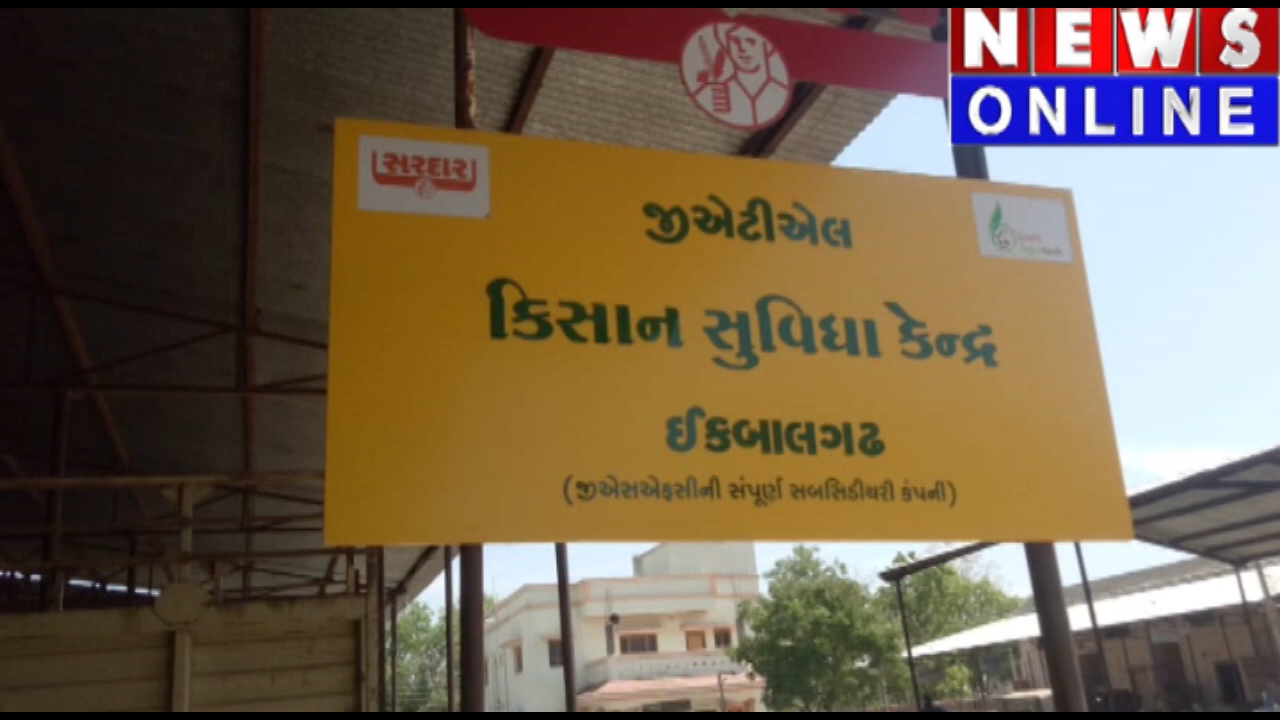 NEWS
ONLINE
સરદાર
જીએટીએલ
કિસાન સુવિધા કેન્દ્ર
ઈકબાલગઢ
(જીએસએફસીની સંપૂર્ણ સબસિડીયરી કંપની)